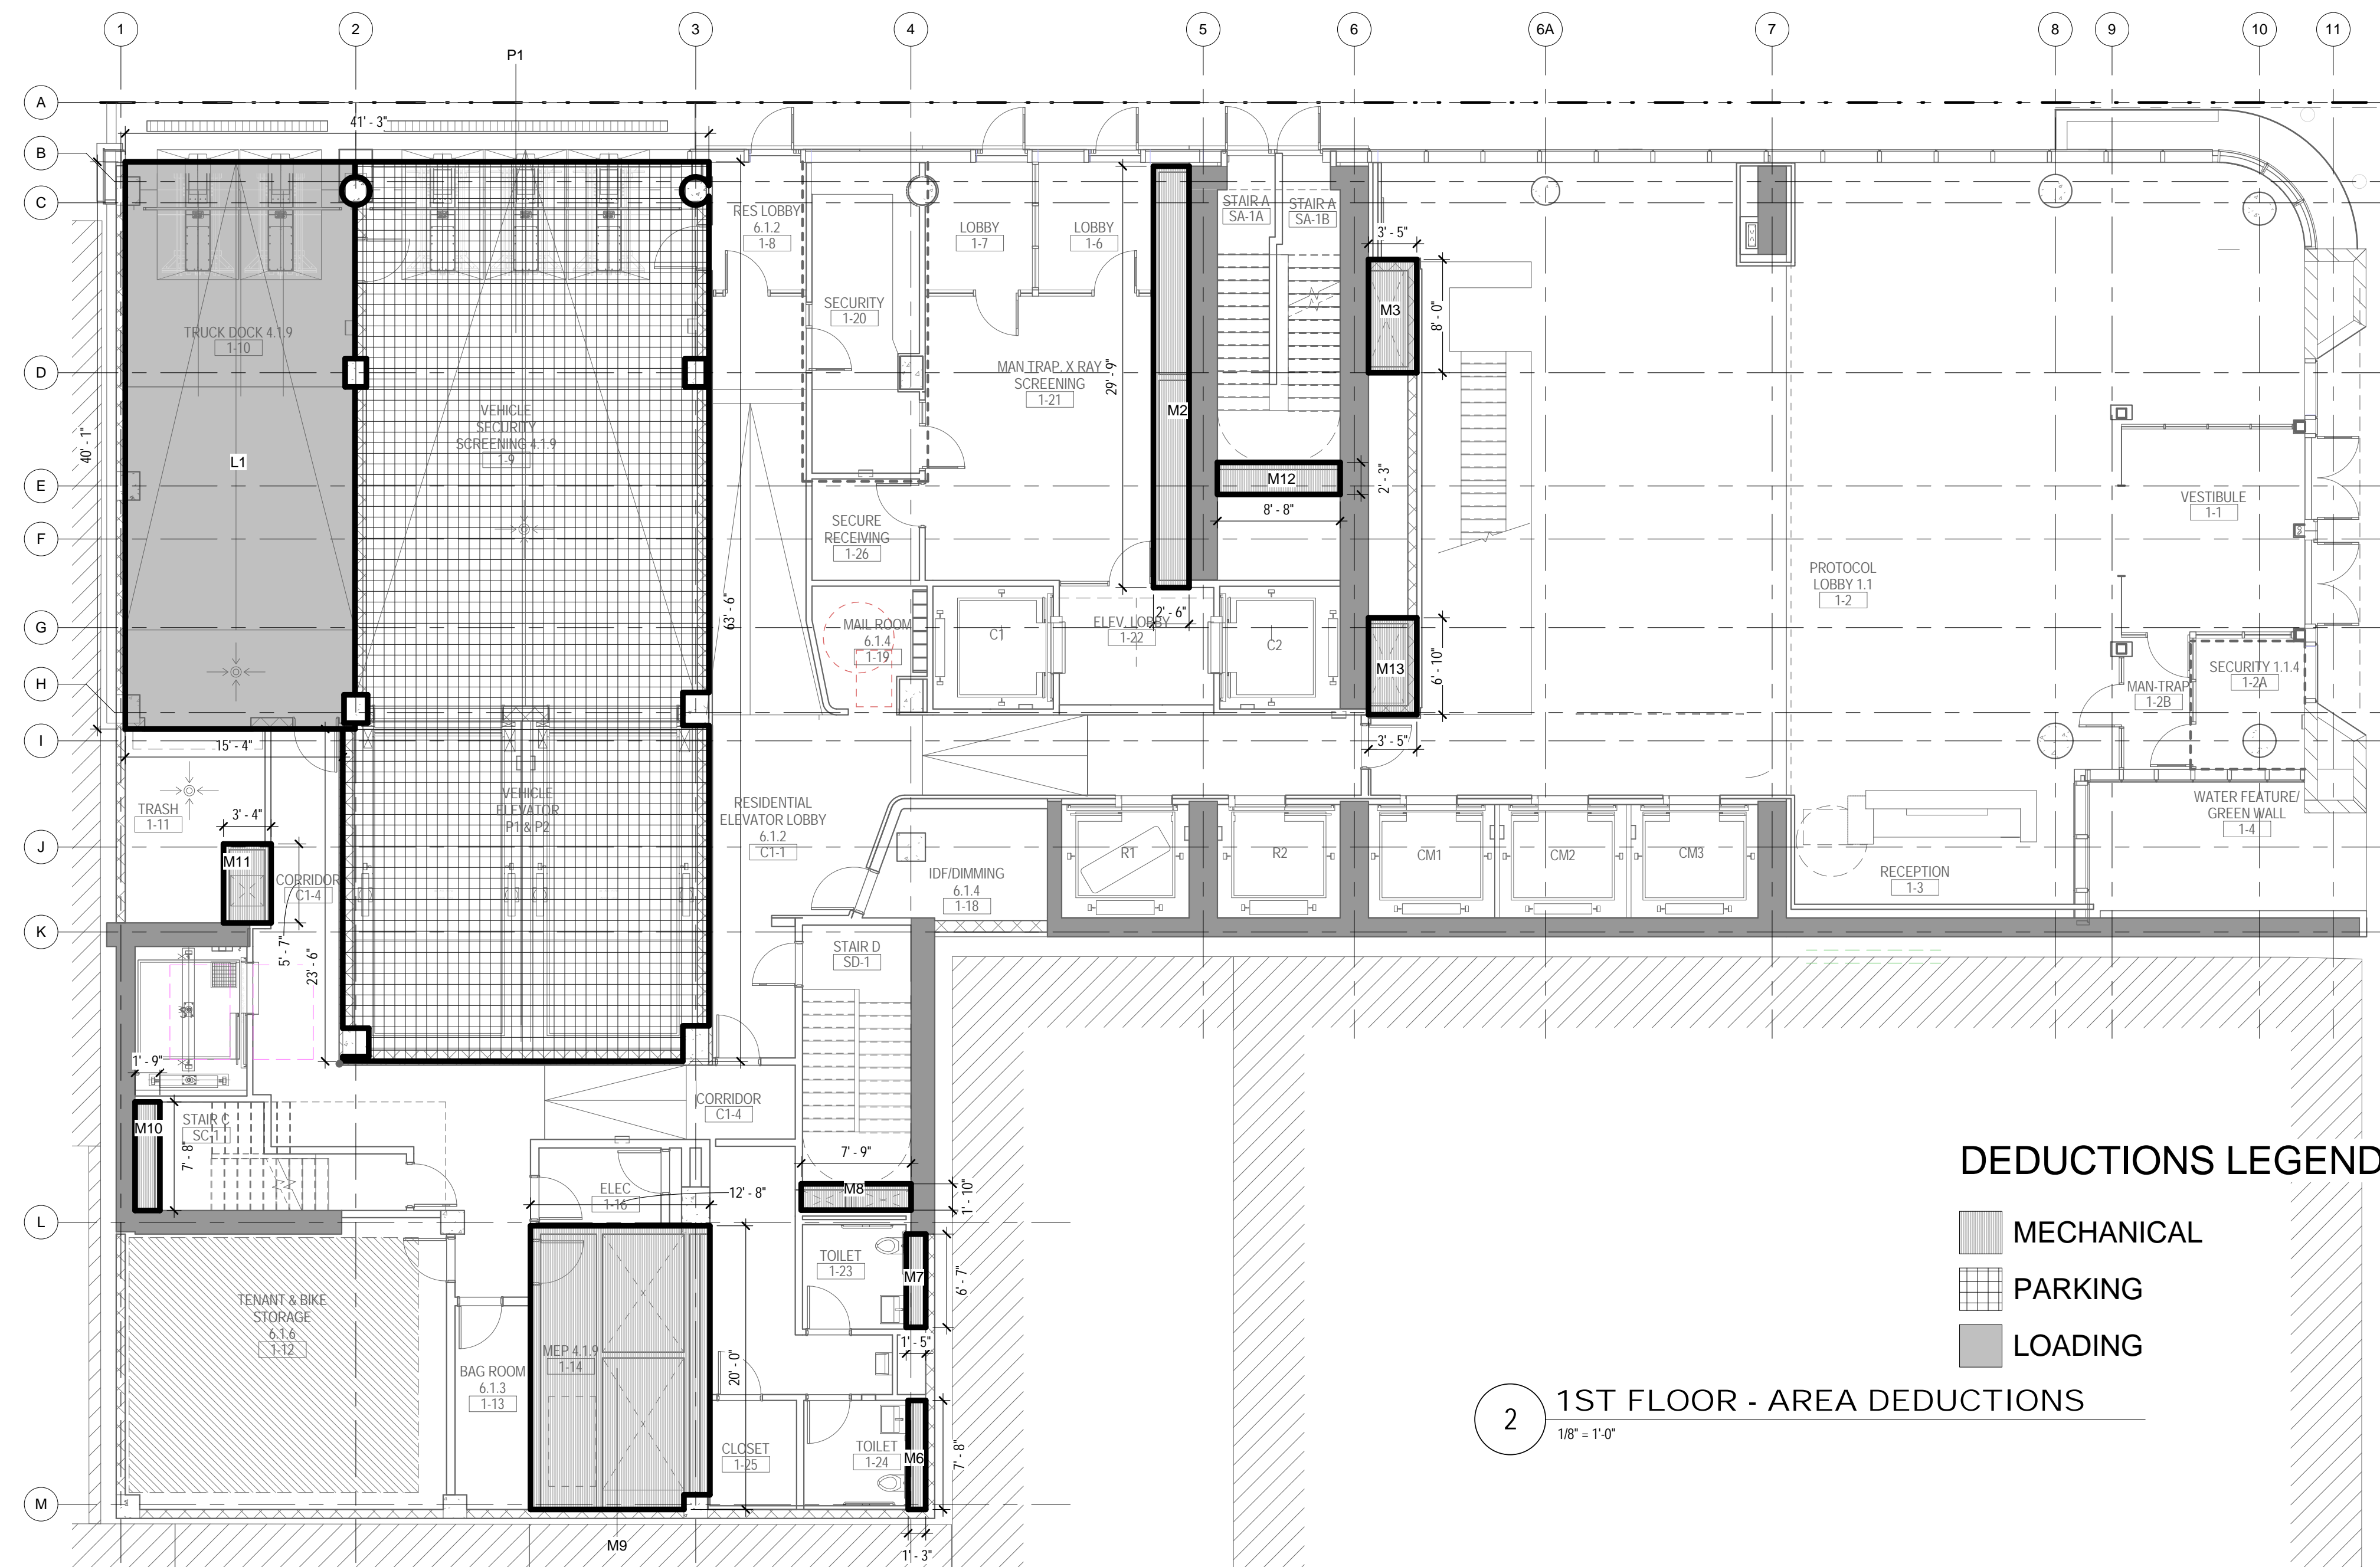 1
2
3
4
5
6
6A
7
8
9
10
11
P1
A
B
C
D
E
F
G
H
I
J
K
L
M
41' - 3"
40' - 1"
TRUCK DOCK 4.1.9
1-10
L1
VEHICLE
SECURITY
SCREENING 4.1.9
1-9
RES LOBBY
6.1.2
1-8
SECURITY
1-20
LOBBY
1-7
LOBBY
1-6
MAN TRAP, X RAY
SCREENING
1-21
29' - 9"
M2
STAIR A
SA-1A
STAIR A
SA-1B
3' - 5"
M3
8' - 0"
M12
2' - 3"
8' - 8"
SECURE
RECEIVING
1-26
63' - 6"
MAIL ROOM
6.1.4
1-19
C1
2' - 6"
ELEV. LOBBY
1-22
C2
M13
6' - 10"
3' - 5"
VESTIBULE
1-1
PROTOCOL
LOBBY 1.1
1-2
SECURITY 1.1.4
1-2A
MAN-TRAP
1-2B
WATER FEATURE/
GREEN WALL
1-4
RECEPTION
1-3
15' - 4"
TRASH
1-11
3' - 4"
M11
CORRIDOR
C1-4
5' - 7"
23' - 6"
VEHICLE
ELEVATOR
P1 & P2
RESIDENTIAL
ELEVATOR LOBBY
6.1.2
C1-1
IDF/DIMMING
6.1.4
1-18
R1
R2
CM1
CM2
CM3
STAIR D
SD-1
1' - 9"
M10
STAIR C
SC-1
7' - 8"
CORRIDOR
C1-4
7' - 9"
M8
1' - 10"
ELEC
1-16
12' - 8"
TOILET
1-23
M7
6' - 7"
1' - 5"
TENANT & BIKE
STORAGE
6.1.6
1-12
BAG ROOM
6.1.3
1-13
MEP 4.1.9
1-14
20' - 0"
CLOSET
1-25
TOILET
1-24
M6
7' - 8"
1' - 3"
M9
DEDUCTIONS LEGEND
MECHANICAL
PARKING
LOADING
2
1ST FLOOR - AREA DEDUCTIONS
1/8" = 1'-0"